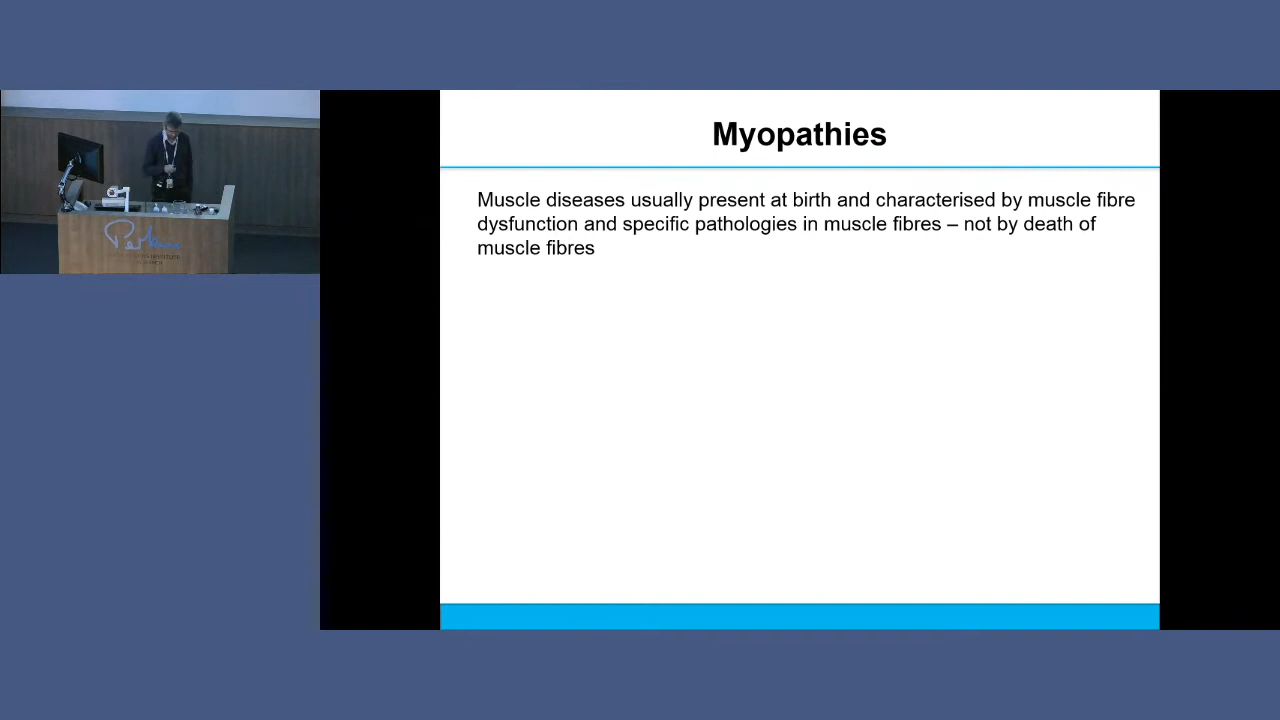 Myopathies
Muscle diseases usually present at birth and characterised by muscle fibre
dysfunction and specific pathologies in muscle fibres – not by death of
muscle fibres
Perkins